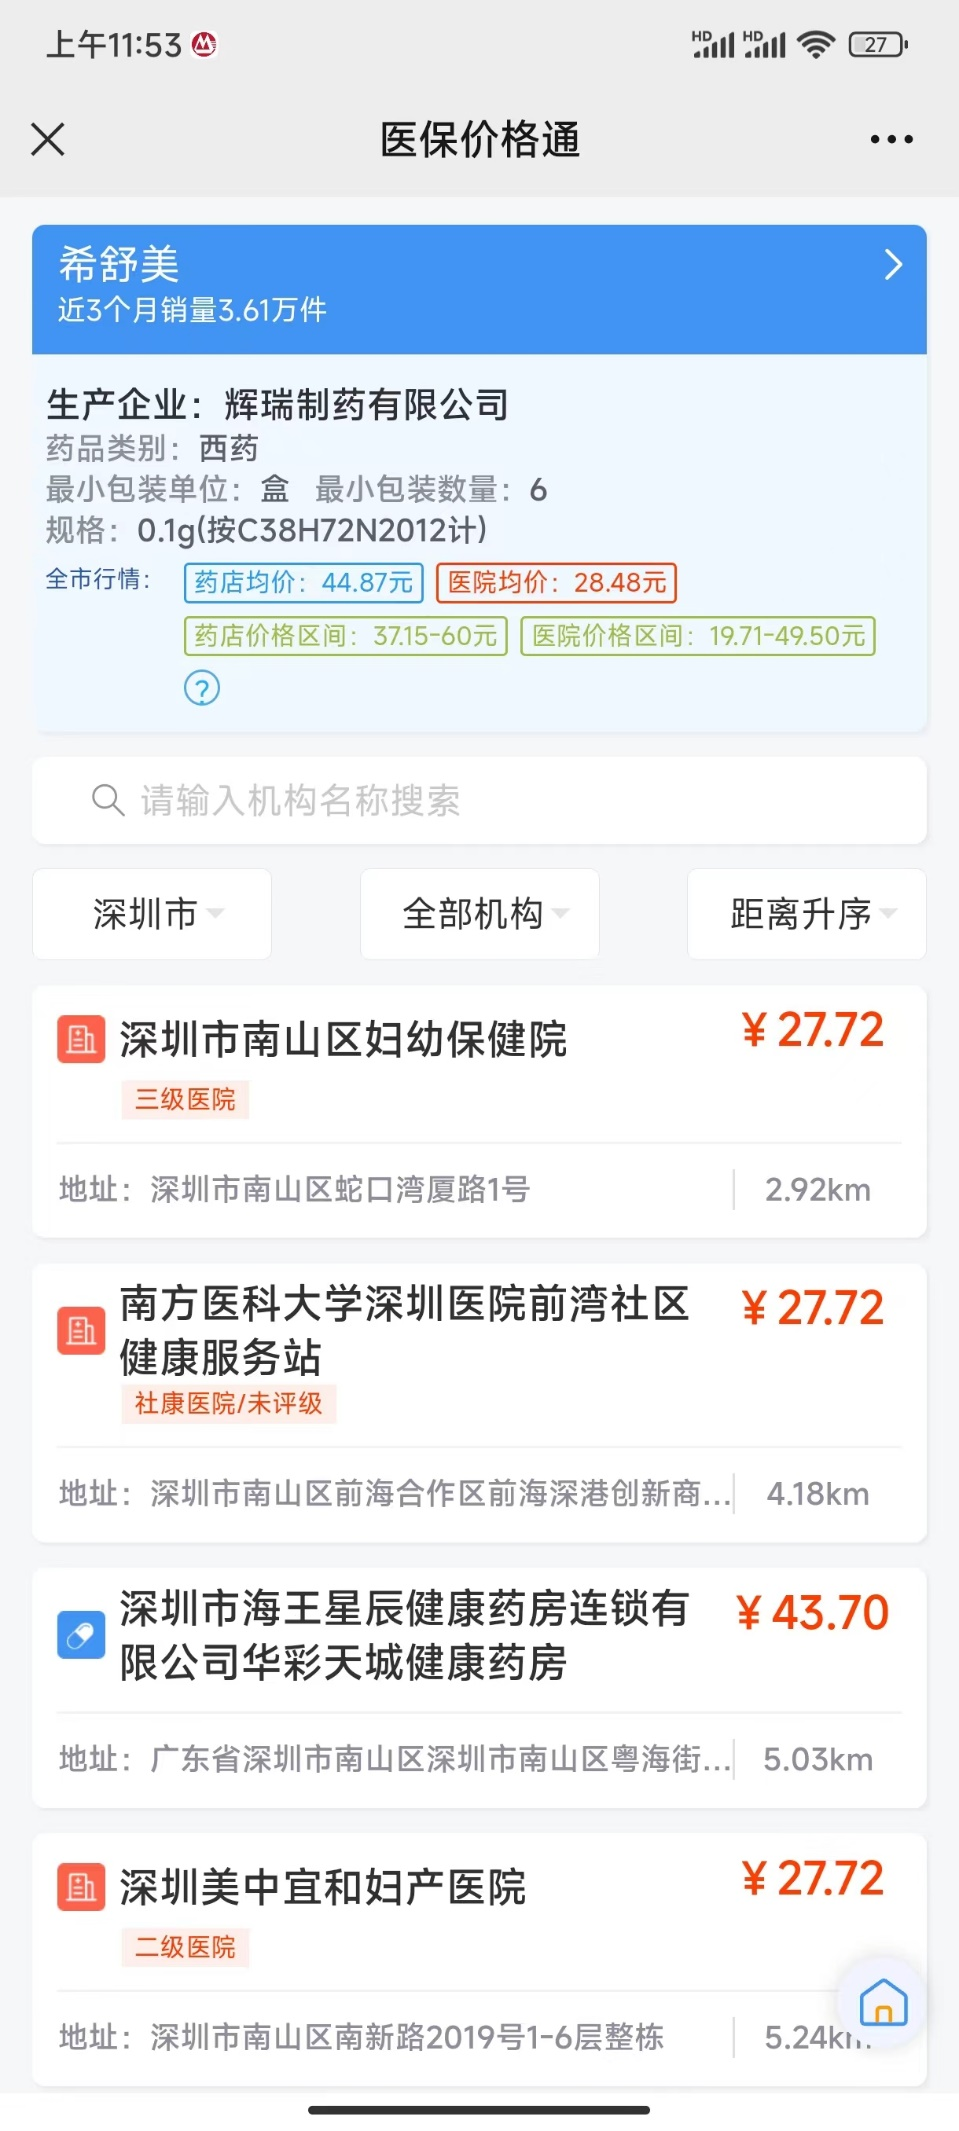 上午11:53
HD HD 27
医保价格通
希舒美
近3个月销量3.61万件
生产企业：辉瑞制药有限公司
药品类别：西药
最小包装单位：盒 最小包装数量：6
规格：0.1g(按C38H72N2012计)
全市行情：药店均价：44.87元 医院均价：28.48元
药店价格区间：37.15-60元 医院价格区间：19.71-49.50元
?
请输入机构名称搜索
深圳市 全部机构 距离升序
深圳市南山区妇幼保健院 ¥27.72
三级医院
地址：深圳市南山区蛇口湾厦路1号 2.92km
南方医科大学深圳医院前湾社区 ¥27.72
健康服务站
社康医院/未评级
地址：深圳市南山区前海合作区前海深港创新商... 4.18km
深圳市海王星辰健康药房连锁有 ¥43.70
限公司华彩天城健康药房
地址：广东省深圳市南山区深圳市南山区粤海街... 5.03km
深圳美中宜和妇产医院 ¥27.72
二级医院
地址：深圳市南山区南新路2019号1-6层整栋 5.24km